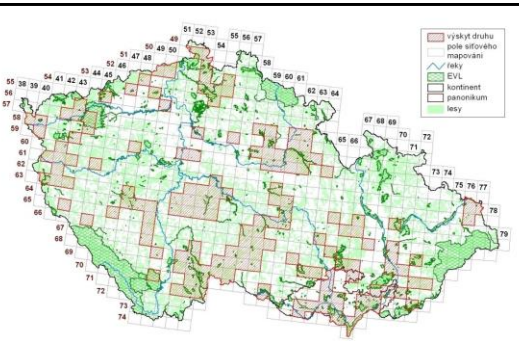 49 51 52 53
50 54 55 56 57
51 52 50 49
53 47 48 58
54 43 44 45 46 59 60 61
55 38 39 40 41 42 62 63 64
56
57
58 65 66 67 68 69 70 72
59 71
60
61 73 74
62 75 76 77
63
64 78
65
66 79
67
68
69
70
71
72
73
74
výskyt druhu
pole síťového
mapování
řeky
EVL
kontinent
panonikum
lesy